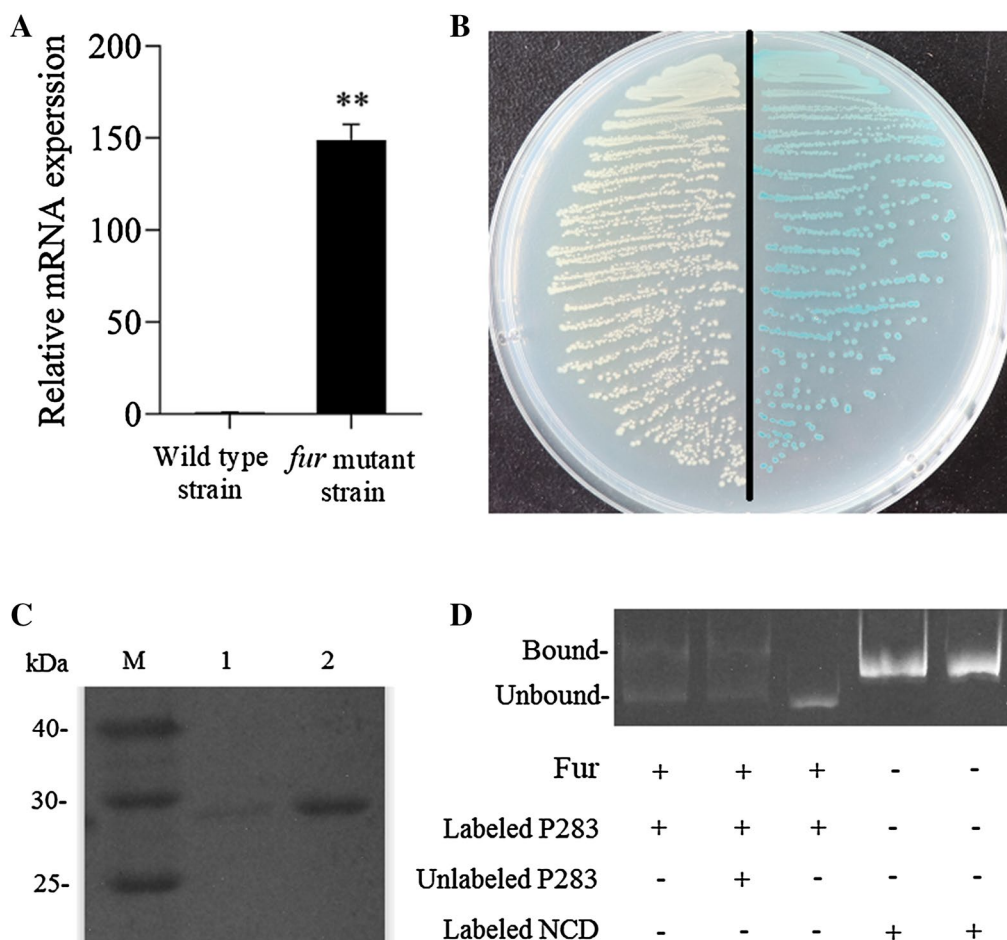 A
Relative mRNA experssion
200
150
100
50
0
**
Wild type
strain
fur mutant
strain
B
C
kDa
M 1 2
40-
30-
25-
D
Bound-
Unbound-
Fur + + + - -
Labeled P283 + + + - -
Unlabeled P283 - + - - -
Labeled NCD - - - + +